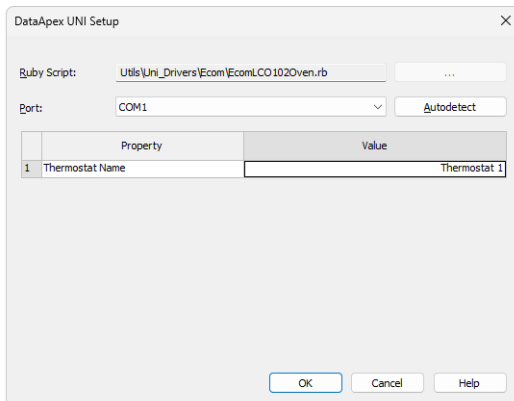 DataApex UNI Setup
Ruby Script: Utils\Uni_Drivers\Ecom\EcomLCO102Oven.rb ...
Port: COM1 Autodetect
Property Value
1 Thermostat Name Thermostat 1
OK Cancel Help